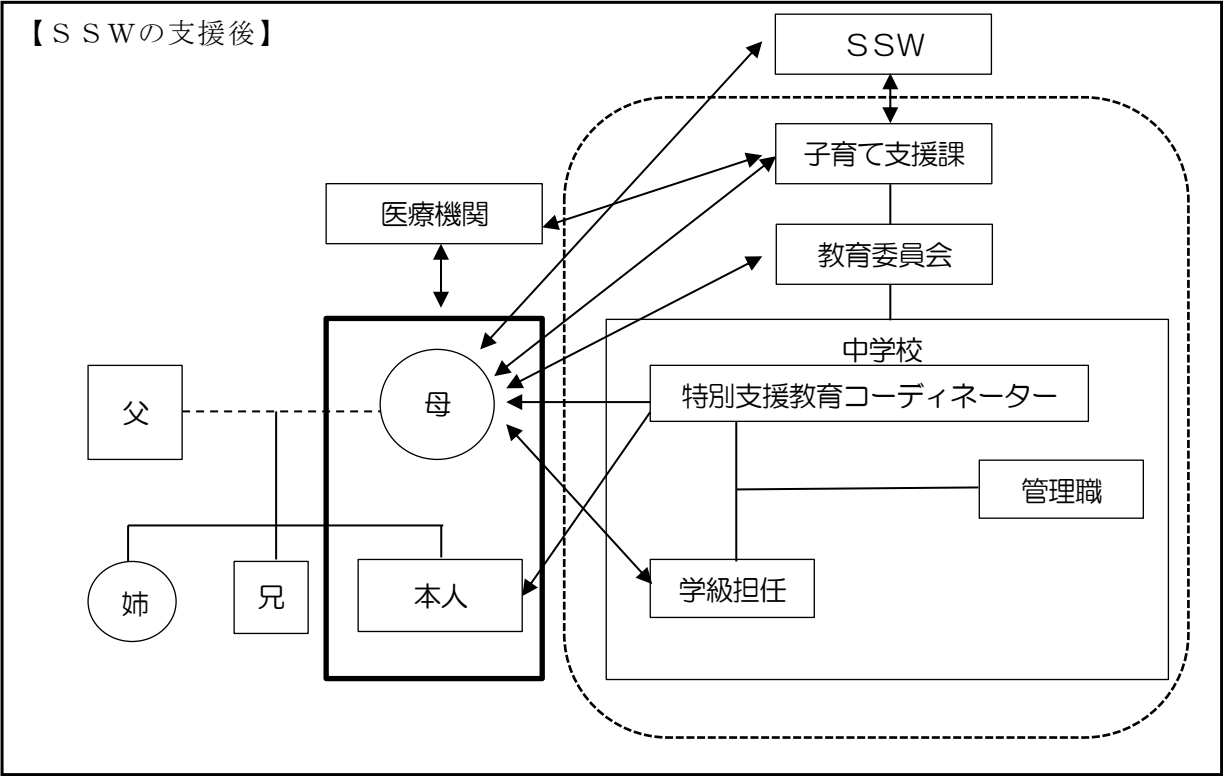 【ＳＳＷの支援後】
ＳＳＷ
子育て支援課
医療機関
教育委員会
中学校
特別支援教育コーディネーター
父
母
管理職
学級担任
姉
兄
本人